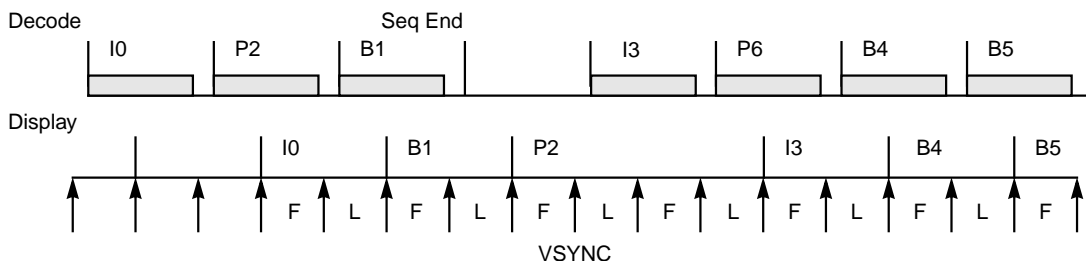 Decode Seq End
I0 P2 B1 I3 P6 B4 B5
Display
I0 B1 P2 I3 B4 B5
F L F L F L F L F L F L F
VSYNC